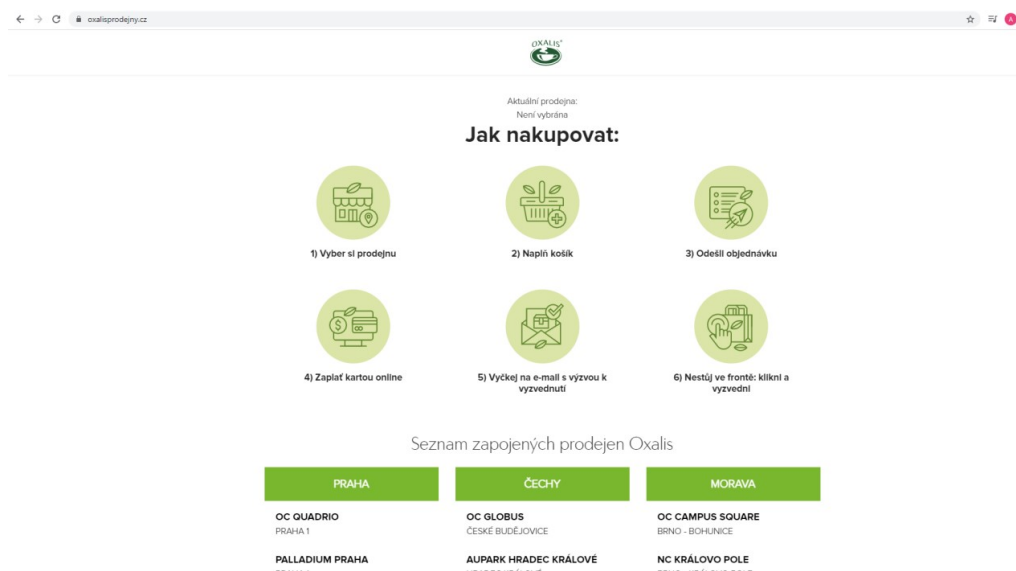 oxalisprodejny.cz
A
OXALIS®
Aktuální prodejna:
Není vybrána
Jak nakupovat:
1) Vyber si prodejnu
2) Naplň košík
3) Odešli objednávku
4) Zaplať kartou online
5) Vyčkej na e-mail s výzvou k
vyzvednutí
6) Nestůj ve frontě: klikni a
vyzvedni
Seznam zapojených prodejen Oxalis
PRAHA
ČECHY
MORAVA
OC QUADRIO
PRAHA 1
OC GLOBUS
ČESKÉ BUDĚJOVICE
OC CAMPUS SQUARE
BRNO - BOHUNICE
PALLADIUM PRAHA
AUPARK HRADEC KRÁLOVÉ
NC KRÁLOVO POLE